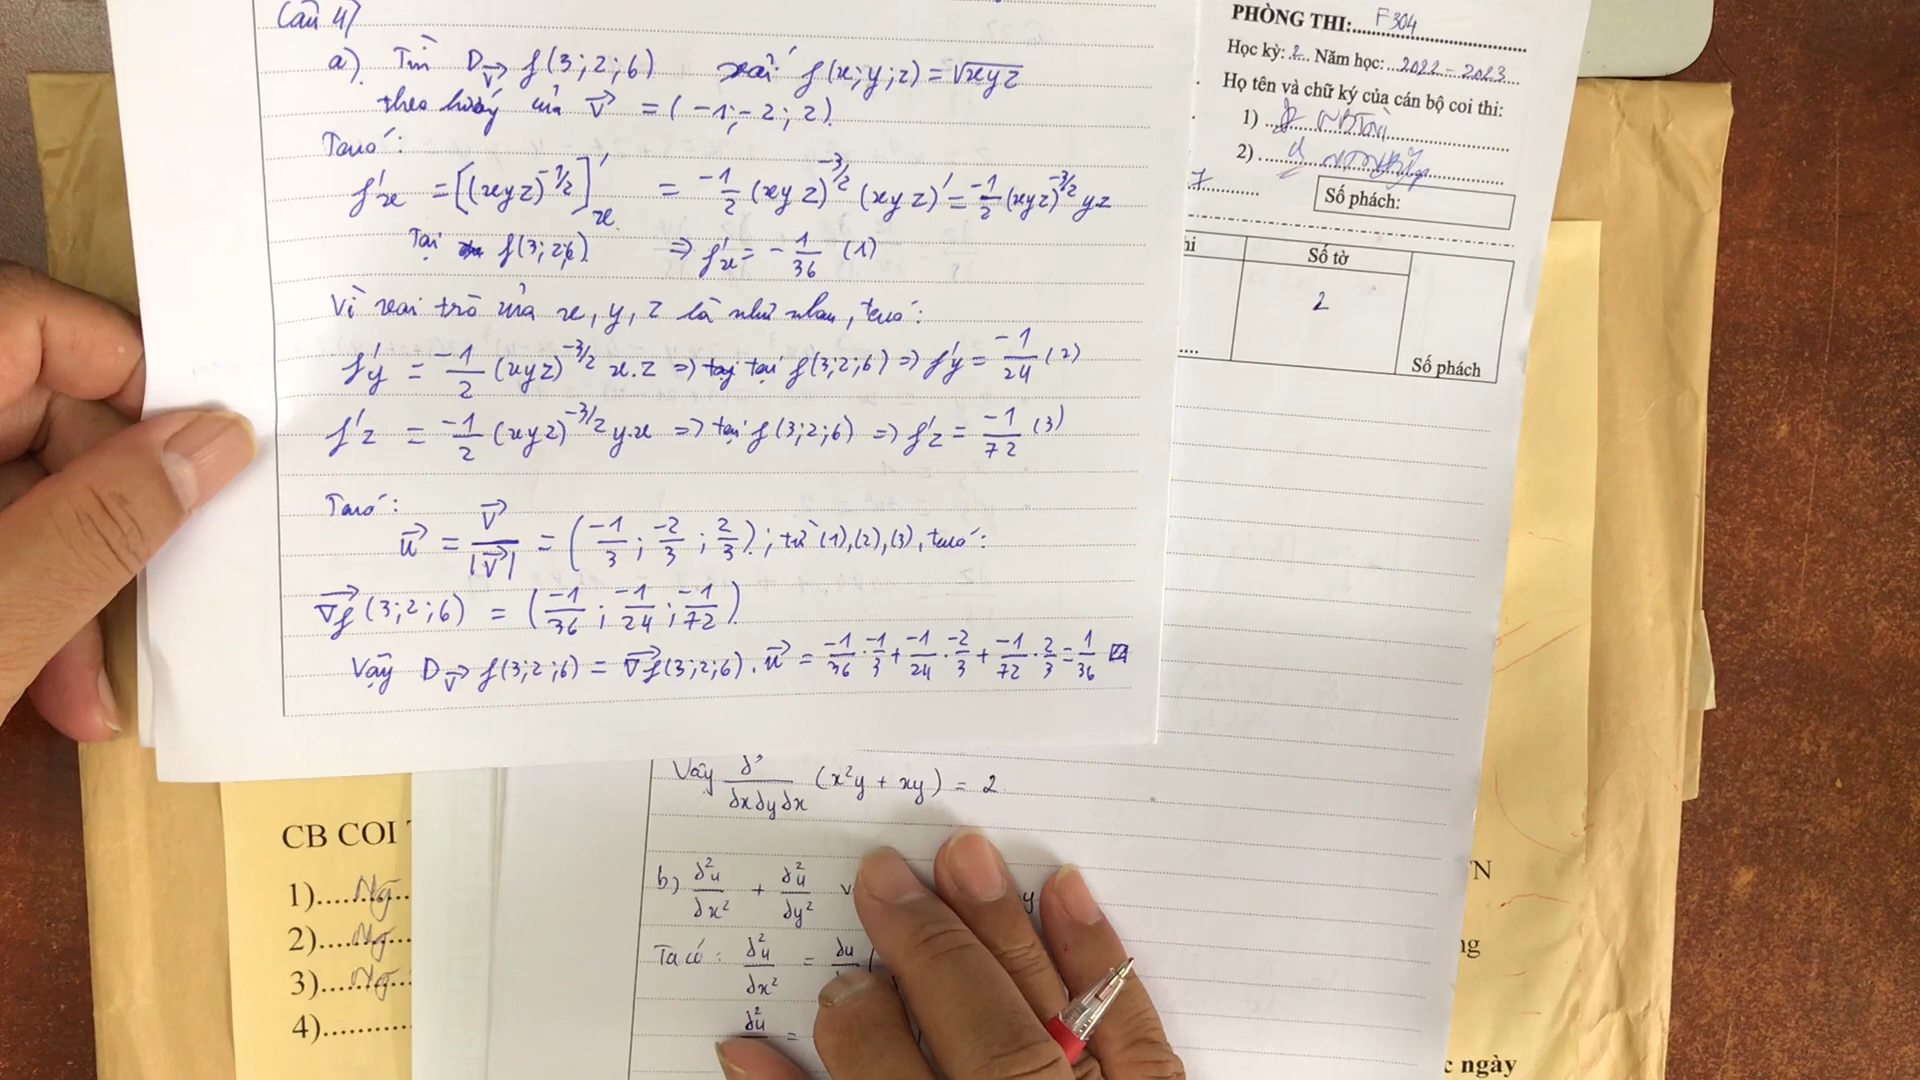 Câu 4)
a) Tìm D_v⃗ f(3;2;6) với f(x;y;z) = √xyz
theo hướng của v⃗ = (-1;-2;2)
Ta có:
f'x = [(xyz)^-1/2]'x = -1/2 (xyz)^-3/2 (xyz)' = -1/2 (xyz)^-3/2 yz
Tại f(3;2;6) ⇒ f'x = -1/36 (1)
Vì vai trò của x, y, z là như nhau, ta có:
f'y = -1/2 (xyz)^-3/2 x.z ⇒ tại f(3;2;6) ⇒ f'y = -1/24 (2)
f'z = -1/2 (xyz)^-3/2 y.x ⇒ tại f(3;2;6) ⇒ f'z = -1/72 (3)
Ta có:
u⃗ = v⃗/|v⃗| = (-1/3; -2/3; 2/3); từ (1),(2),(3), ta có:
∇f(3;2;6) = (-1/36; -1/24; -1/72)
Vậy D_v⃗ f(3;2;6) = ∇f(3;2;6).u⃗ = -1/36 . -1/3 + -1/24 . -2/3 + -1/72 . 2/3 = 1/36
PHÒNG THI: F304
Học kỳ: 2 Năm học: 2022-2023
Họ tên và chữ ký của cán bộ coi thi:
1)
2)
7
Số phách:
hi
Số tờ
2
Số phách
Vậy ∂³/∂x∂y∂x (x²y + xy) = 2
b) ∂²u/∂x² + ∂²u/∂y² v y
Ta có: ∂²u/∂x² = ∂u
∂²u =
CB COI
1)
2)
3)
4)
N
ng
c ngày